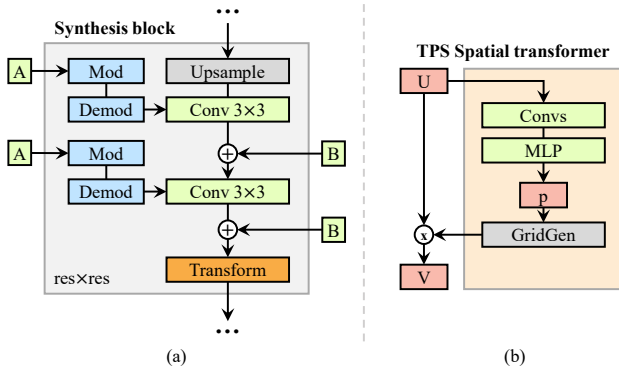 ...
Synthesis block
A
Mod
Upsample
Demod
Conv 3×3
+
B
A
Mod
Demod
Conv 3×3
+
B
Transform
res×res
...
(a)
TPS Spatial transformer
U
Convs
MLP
p
x
GridGen
V
(b)